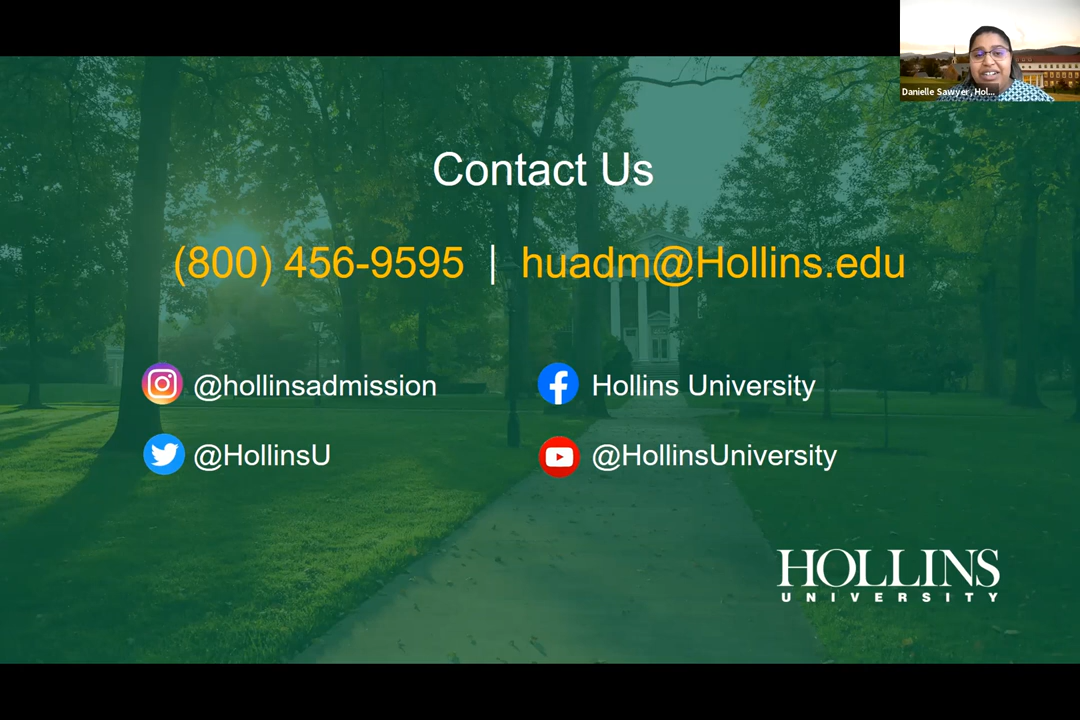 Danielle Sawyer, Hol...
Contact Us
(800) 456-9595 | huadm@Hollins.edu
@hollinsadmission
Hollins University
@HollinsU
@HollinsUniversity
HOLLINS
UNIVERSITY